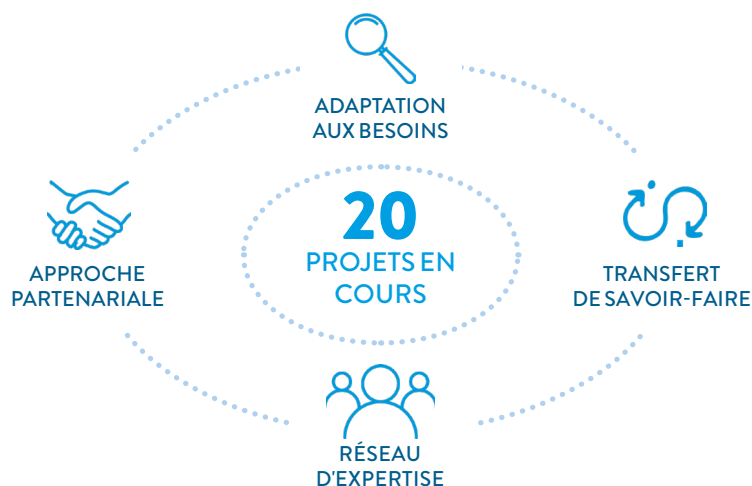 ADAPTATION
AUX BESOINS
APPROCHE
PARTENARIALE
20
PROJETS EN
COURS
TRANSFERT
DE SAVOIR-FAIRE
RÉSEAU
D'EXPERTISE